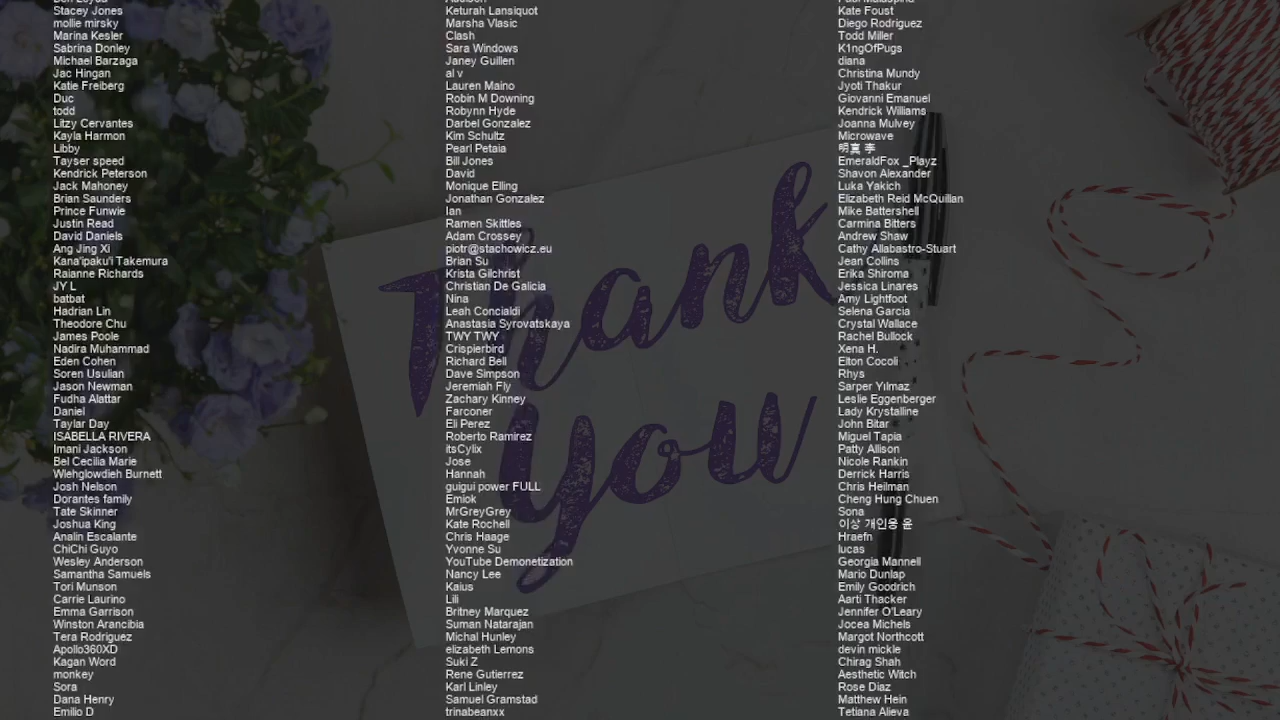 Stacey Jones
mollie mirsky
Marina Kesler
Sabrina Donley
Michael Barzaga
Jac Hingan
Katie Freiberg
Duc
todd
Litzy Cervantes
Kayla Harmon
Libby
Tayser speed
Kendrick Peterson
Jack Mahoney
Brian Saunders
Prince Funwie
Justin Read
David Daniels
Ang Jing Xi
Kana'ipaku'i Takemura
Raianne Richards
JY L
batbat
Hadrian Lin
Theodore Chu
James Poole
Nadira Muhammad
Eden Cohen
Soren Usulian
Jason Newman
Fudha Alattar
Daniel
Taylar Day
ISABELLA RIVERA
Imani Jackson
Bel Cecilia Marie
Wlehglowdieh Burnett
Josh Nelson
Dorantes family
Tate Skinner
Joshua King
Analin Escalante
ChiChi Guyo
Wesley Anderson
Samantha Samuels
Tori Munson
Carrie Laurino
Emma Garrison
Winston Arancibia
Tera Rodriguez
Apollo360XD
Kagan Word
monkey
Sora
Dana Henry
Emilio D
Keturah Lansiquot
Marsha Vlasic
Clash
Sara Windows
Janey Guillen
al v
Lauren Maino
Robin M Downing
Robynn Hyde
Darbel Gonzalez
Kim Schultz
Pearl Petaia
Bill Jones
David
Monique Elling
Jonathan Gonzalez
Ian
Ramen Skittles
Adam Crossey
piotr@stachowicz.eu
Brian Su
Krista Gilchrist
Christian De Galicia
Nina
Leah Concialdi
Anastasia Syrovatskaya
TWY TWY
Crispierbird
Richard Bell
Dave Simpson
Jeremiah Fly
Zachary Kinney
Farconer
Eli Perez
Roberto Ramirez
itsCylix
Jose
Hannah
guigui power FULL
Emiok
MrGreyGrey
Kate Rochell
Chris Haage
Yvonne Su
YouTube Demonetization
Nancy Lee
Kaius
Lili
Britney Marquez
Suman Natarajan
Michal Hunley
elizabeth Lemons
Suki Z
Rene Gutierrez
Karl Linley
Samuel Gramstad
trinabeanxx
Kate Foust
Diego Rodriguez
Todd Miller
K1ngOfPugs
diana
Christina Mundy
Jyoti Thakur
Giovanni Emanuel
Kendrick Williams
Joanna Mulvey
Microwave
明真 李
EmeraldFox _Playz
Shavon Alexander
Luka Yakich
Elizabeth Reid McQuillan
Mike Battershell
Carmina Bitters
Andrew Shaw
Cathy Allabastro-Stuart
Jean Collins
Erika Shiroma
Jessica Linares
Amy Lightfoot
Selena Garcia
Crystal Wallace
Rachel Bullock
Xena H.
Elton Cocoli
Rhys
Sarper Yılmaz
Leslie Eggenberger
Lady Krystalline
John Bitar
Miguel Tapia
Patty Allison
Nicole Rankin
Derrick Harris
Chris Heilman
Cheng Hung Chuen
Sona
이상 개인용 윤
Hraefn
lucas
Georgia Mannell
Mario Dunlap
Emily Goodrich
Aarti Thacker
Jennifer O'Leary
Jocea Michels
Margot Northcott
devin mickle
Chirag Shah
Aesthetic Witch
Rose Diaz
Matthew Hein
Tetiana Alieva
Thank
you